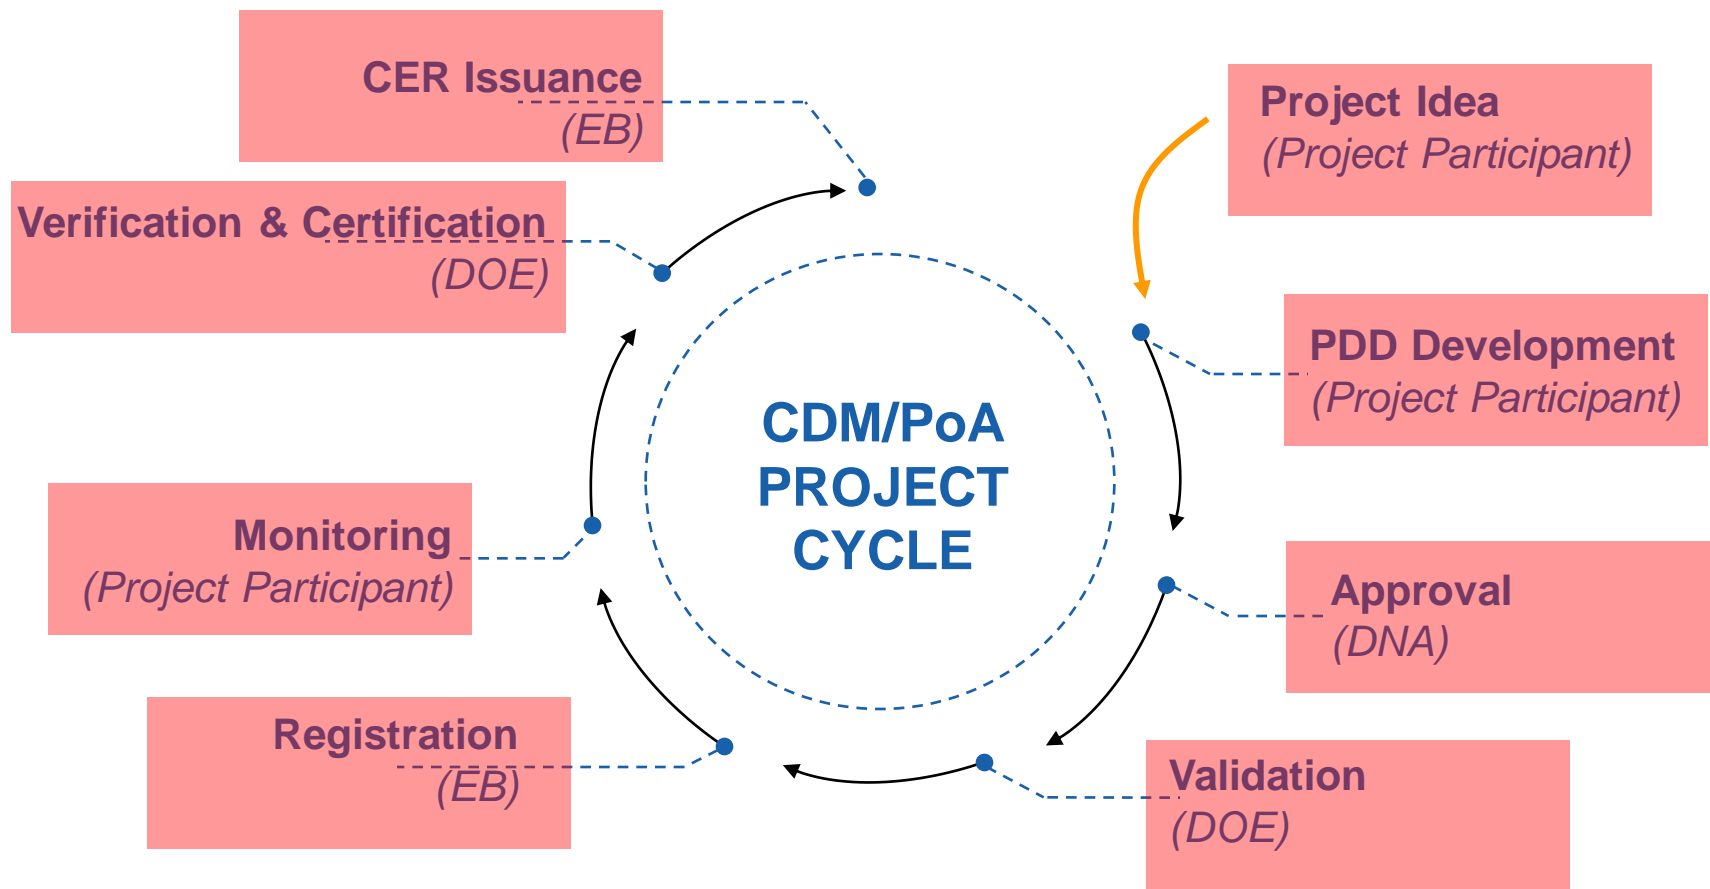 CER Issuance
(EB)
Project Idea
(Project Participant)
Verification & Certification
(DOE)
PDD Development
(Project Participant)
CDM/PoA
PROJECT
CYCLE
Monitoring
(Project Participant)
Approval
(DNA)
Registration
(EB)
Validation
(DOE)